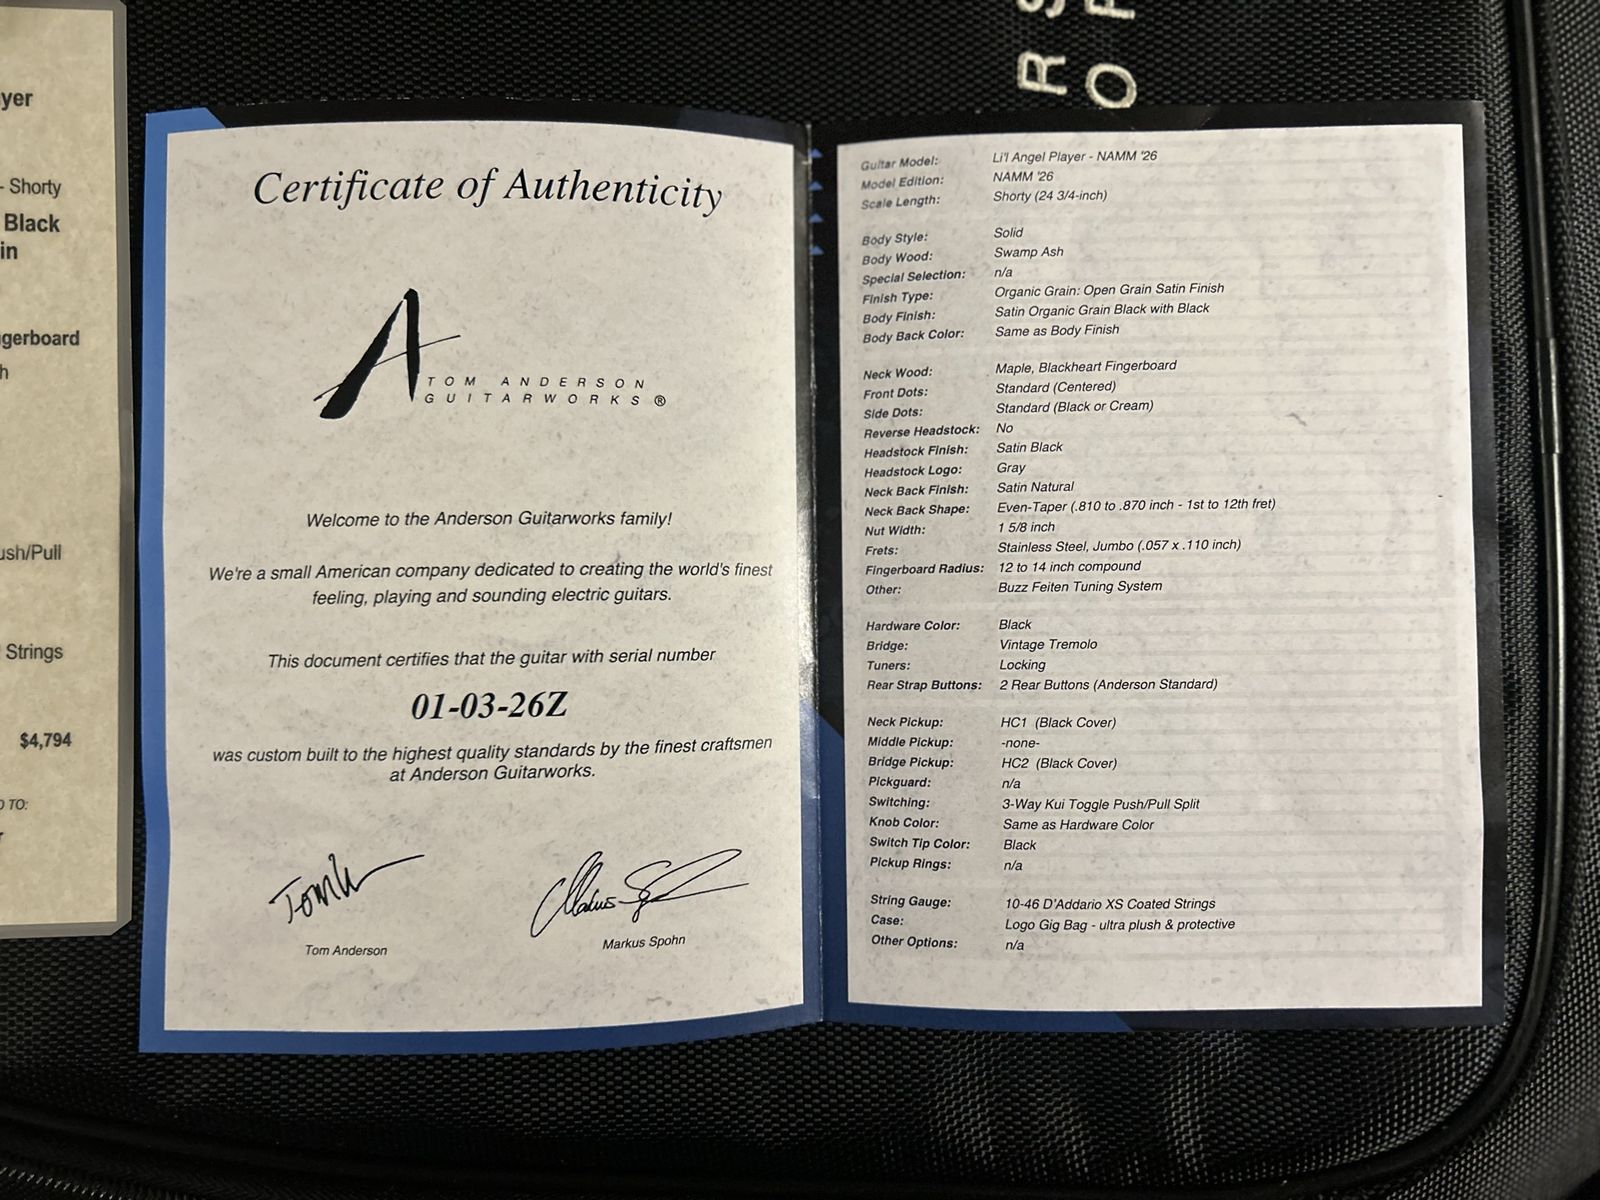 yer
- Shorty
Black
in
gerboard
h
ush/Pull
Strings
$4,794
TO:
r
R S
O F
Certificate of Authenticity
A
TOM ANDERSON
GUITARWORKS ®
Welcome to the Anderson Guitarworks family!
We're a small American company dedicated to creating the world's finest
feeling, playing and sounding electric guitars.
This document certifies that the guitar with serial number
01-03-26Z
was custom built to the highest quality standards by the finest craftsmen
at Anderson Guitarworks.
Tom Anderson
Markus Spohn
Guitar Model: Li'l Angel Player - NAMM '26
Model Edition: NAMM '26
Scale Length: Shorty (24 3/4-inch)
Body Style: Solid
Body Wood: Swamp Ash
Special Selection: n/a
Finish Type: Organic Grain: Open Grain Satin Finish
Body Finish: Satin Organic Grain Black with Black
Body Back Color: Same as Body Finish
Neck Wood: Maple, Blackheart Fingerboard
Front Dots: Standard (Centered)
Side Dots: Standard (Black or Cream)
Reverse Headstock: No
Headstock Finish: Satin Black
Headstock Logo: Gray
Neck Back Finish: Satin Natural
Neck Back Shape: Even-Taper (.810 to .870 inch - 1st to 12th fret)
Nut Width: 1 5/8 inch
Frets: Stainless Steel, Jumbo (.057 x .110 inch)
Fingerboard Radius: 12 to 14 inch compound
Other: Buzz Feiten Tuning System
Hardware Color: Black
Bridge: Vintage Tremolo
Tuners: Locking
Rear Strap Buttons: 2 Rear Buttons (Anderson Standard)
Neck Pickup: HC1 (Black Cover)
Middle Pickup: -none-
Bridge Pickup: HC2 (Black Cover)
Pickguard: n/a
Switching: 3-Way Kui Toggle Push/Pull Split
Knob Color: Same as Hardware Color
Switch Tip Color: Black
Pickup Rings: n/a
String Gauge: 10-46 D'Addario XS Coated Strings
Case: Logo Gig Bag - ultra plush & protective
Other Options: n/a